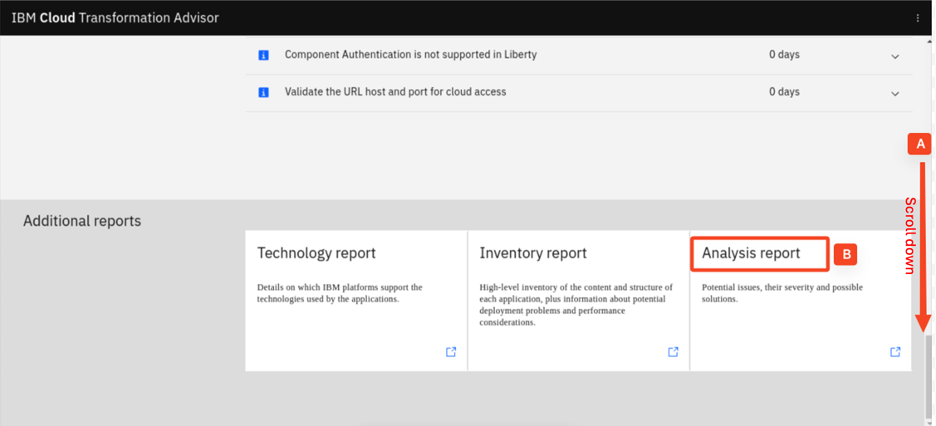 IBM Cloud Transformation Advisor
Component Authentication is not supported in Liberty 0 days
Validate the URL host and port for cloud access 0 days
A
Scroll down
Additional reports
Technology report
Details on which IBM platforms support the
technologies used by the applications.
Inventory report
High-level inventory of the content and structure of
each application, plus information about potential
deployment problems and performance
considerations.
Analysis report
B
Potential issues, their severity and possible
solutions.